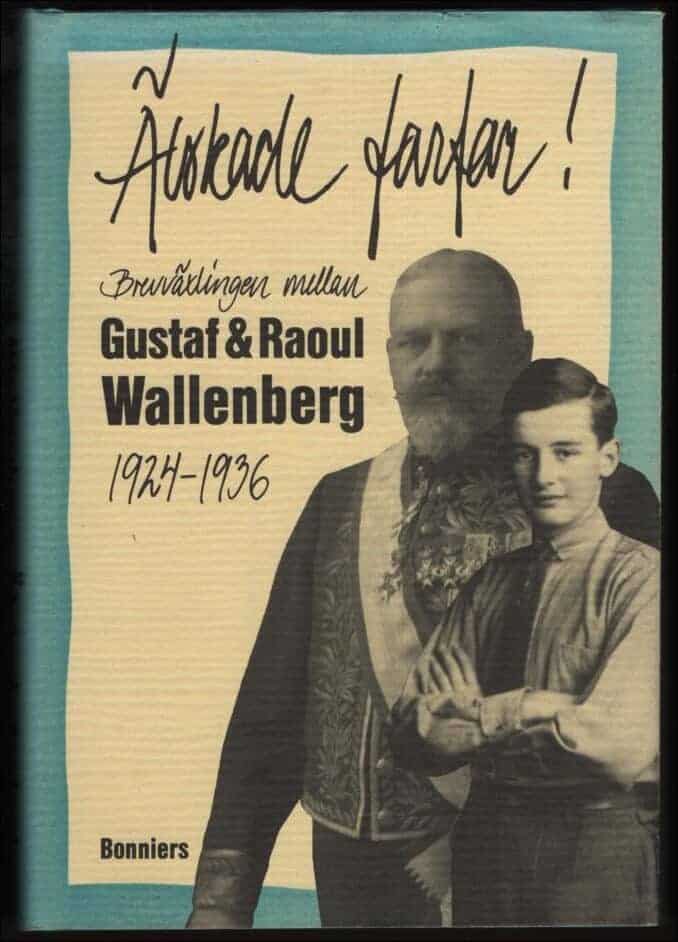 Älskade farfar!
Brevväxlingen mellan
Gustaf & Raoul
Wallenberg
1924-1936
Bonniers